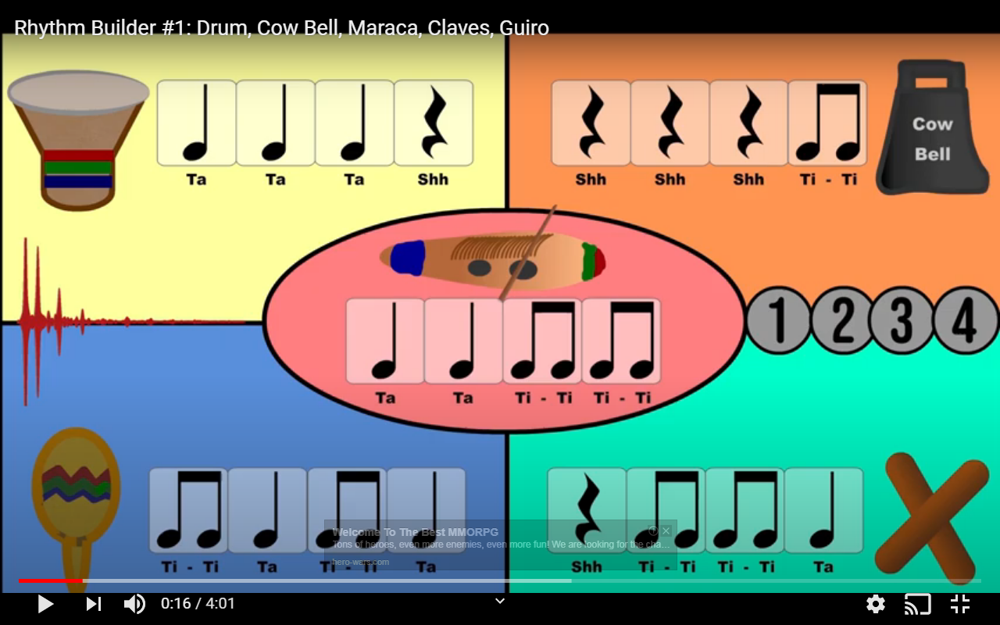 Rhythm Builder #1: Drum, Cow Bell, Maraca, Claves, Guiro
Ta Ta Ta Shh
Shh Shh Shh Ti - Ti
Cow
Bell
1 2 3 4
Ta Ta Ti - Ti Ti - Ti
Ti - Ti Ta Ti - Ti Ta
Shh Ti - Ti Ti - Ti Ta
Welcome To The Best MMORPG
Tons of heroes, even more enemies, even more fun! We are looking for the cha...
hero-wars.com
0:16 / 4:01